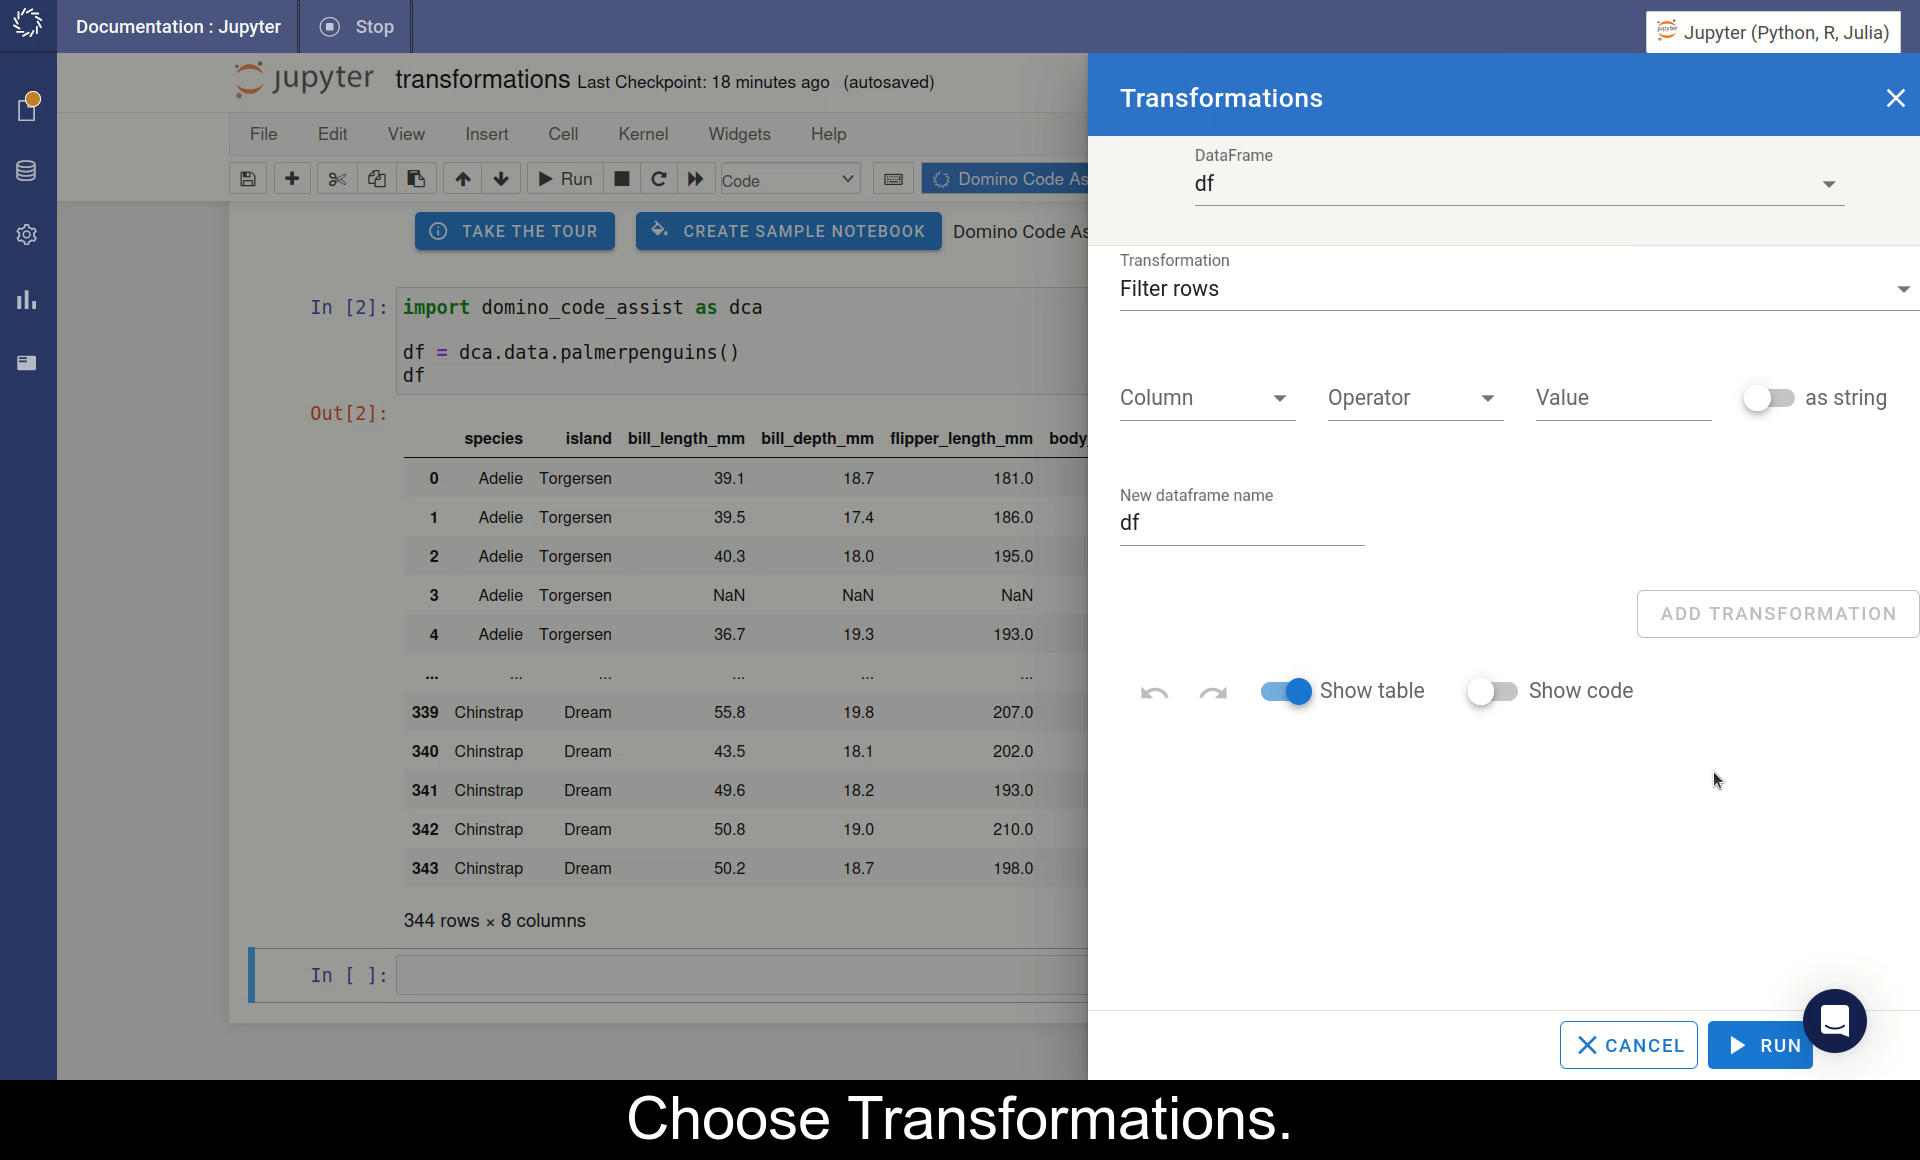 Documentation : Jupyter
Stop
Jupyter (Python, R, Julia)
jupyter transformations Last Checkpoint: 18 minutes ago (autosaved)
File Edit View Insert Cell Kernel Widgets Help
Run Code Domino Code As
TAKE THE TOUR CREATE SAMPLE NOTEBOOK Domino Code As
In [2]: import domino_code_assist as dca
df = dca.data.palmerpenguins()
df
Out[2]:
species island bill_length_mm bill_depth_mm flipper_length_mm body_
0 Adelie Torgersen 39.1 18.7 181.0
1 Adelie Torgersen 39.5 17.4 186.0
2 Adelie Torgersen 40.3 18.0 195.0
3 Adelie Torgersen NaN NaN NaN
4 Adelie Torgersen 36.7 19.3 193.0
... ... ... ... ... ...
339 Chinstrap Dream 55.8 19.8 207.0
340 Chinstrap Dream 43.5 18.1 202.0
341 Chinstrap Dream 49.6 18.2 193.0
342 Chinstrap Dream 50.8 19.0 210.0
343 Chinstrap Dream 50.2 18.7 198.0
344 rows × 8 columns
In [ ]:
Transformations
DataFrame
df
Transformation
Filter rows
Column Operator Value as string
New dataframe name
df
ADD TRANSFORMATION
Show table Show code
CANCEL RUN
Choose Transformations.